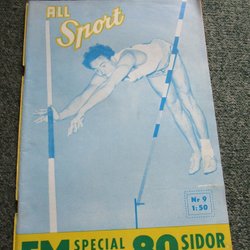 ALL
Sport
Nr 9
1:50
EM SPECIAL 80 SIDOR